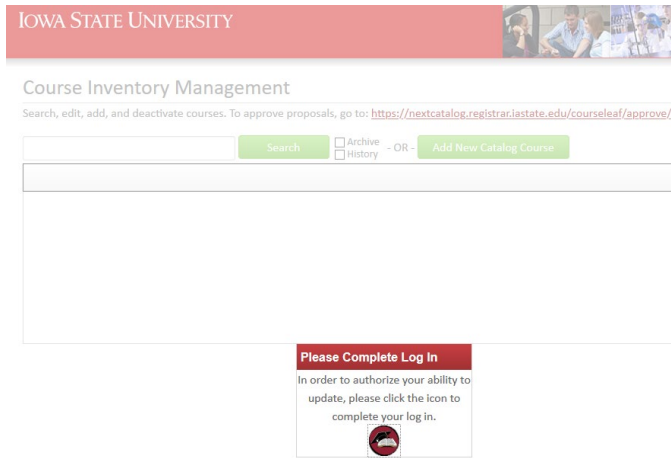 IOWA STATE UNIVERSITY
Course Inventory Management
Search, edit, add, and deactivate courses. To approve proposals, go to: https://nextcatalog.registrar.iastate.edu/courseleaf/approve/
Search
Archive
History
- OR -
Add New Catalog Course
Please Complete Log In
In order to authorize your ability to
update, please click the icon to
complete your log in.